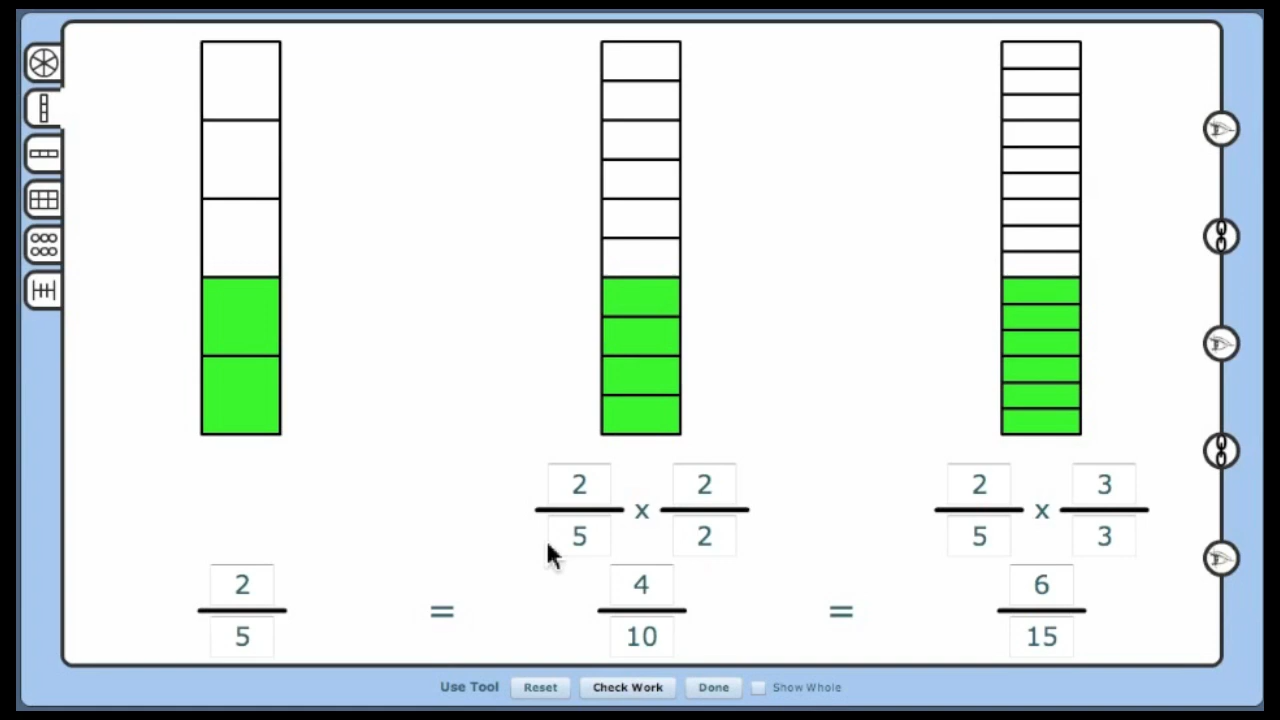 2 2 2 3
x x
5 2 5 3
2 4 6
= =
5 10 15
Use Tool Reset Check Work Done Show Whole